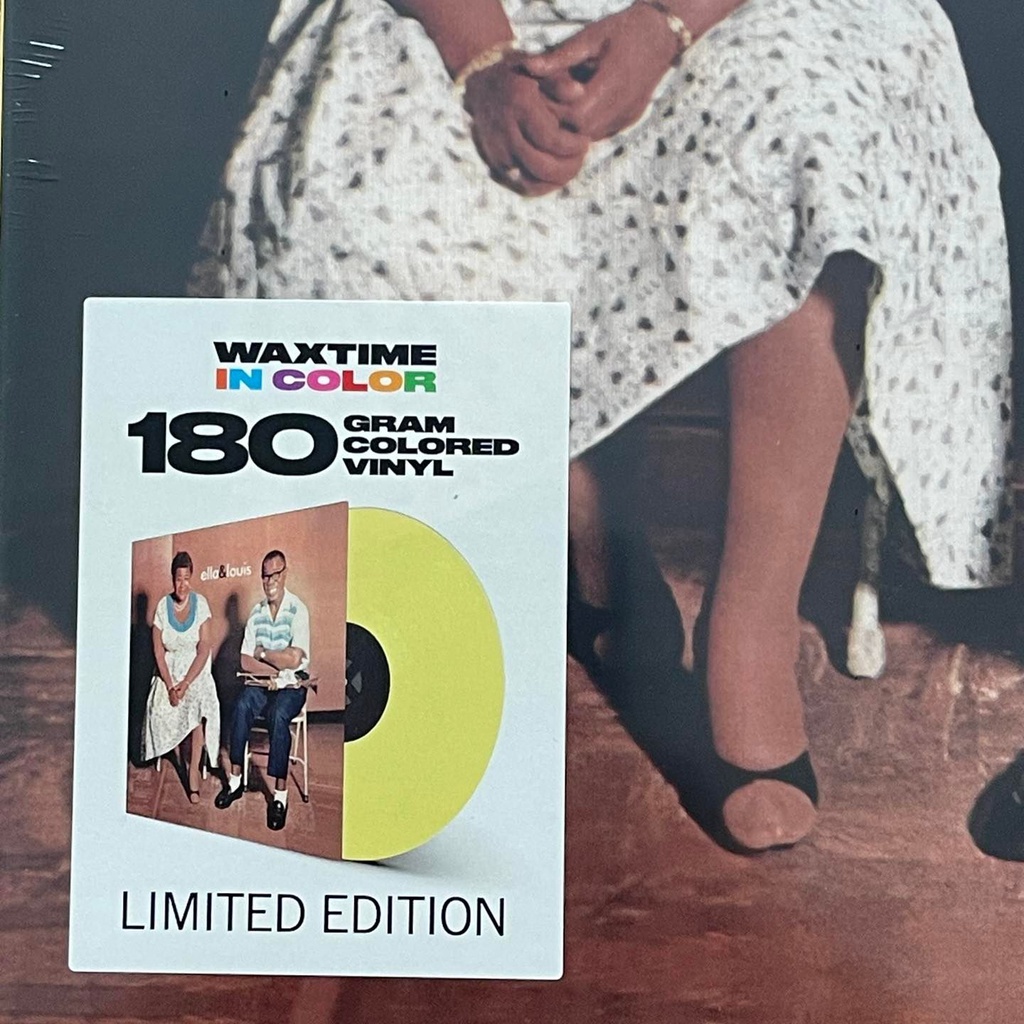 WAXTIME
IN COLOR
180 GRAM
COLORED
VINYL
ella&louis
LIMITED EDITION